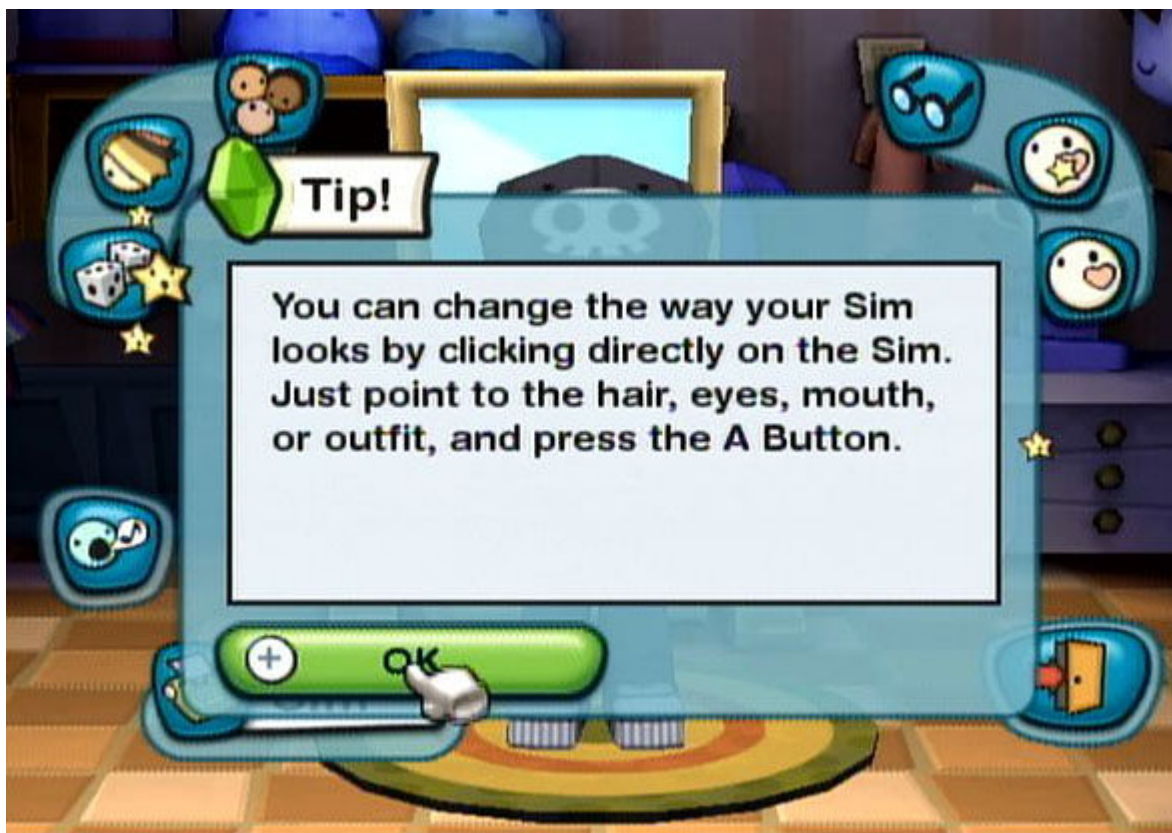 Tip!
You can change the way your Sim
looks by clicking directly on the Sim.
Just point to the hair, eyes, mouth,
or outfit, and press the A Button.
OK
Sim